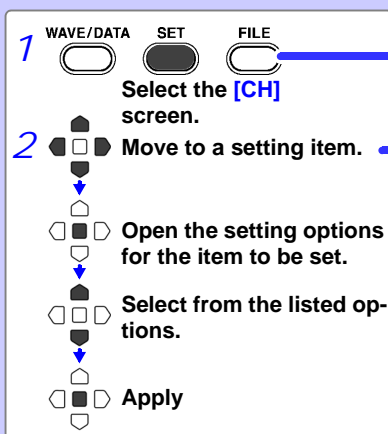 1 WAVE/DATA SET FILE
Select the [CH]
screen.
2 Move to a setting item.
Open the setting options
for the item to be set.
Select from the listed op-
tions.
Apply